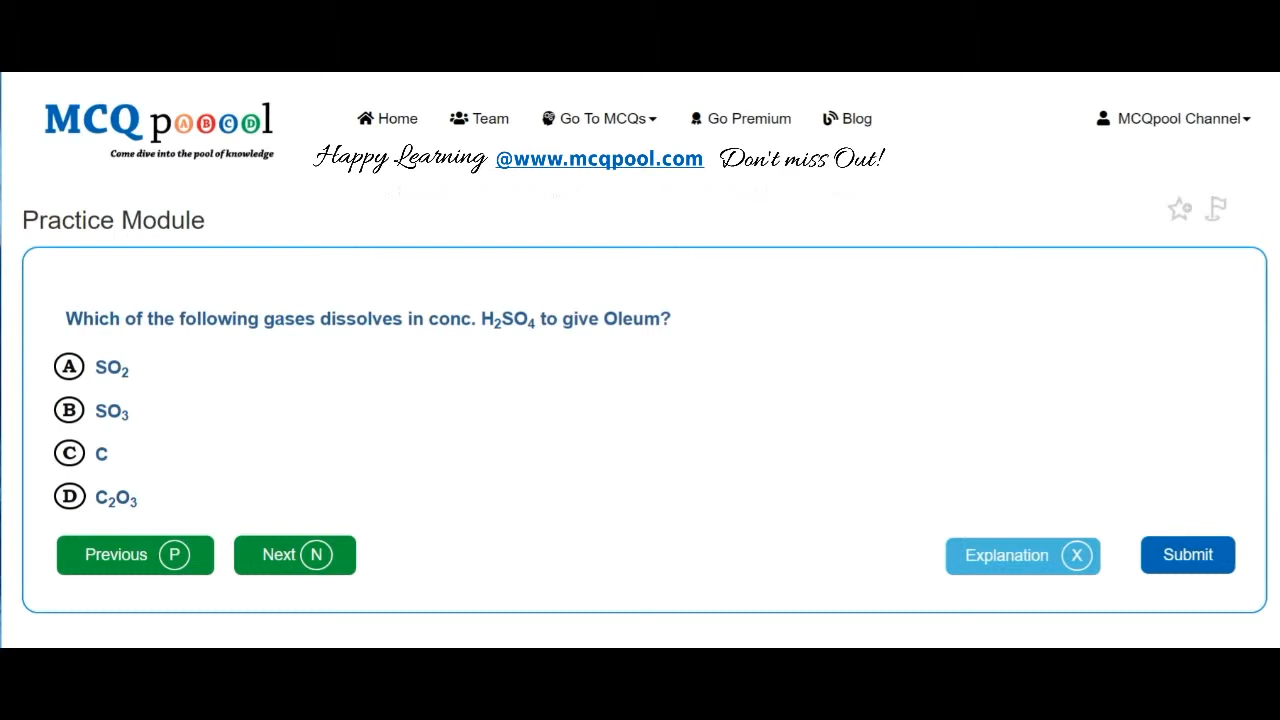 MCQ pooool
Come dive into the pool of knowledge
Home Team Go To MCQs Go Premium Blog MCQpool Channel
Happy Learning @www.mcqpool.com Don't miss Out!
Practice Module
Which of the following gases dissolves in conc. H₂SO₄ to give Oleum?
A SO₂
B SO₃
C C
D C₂O₃
Previous P Next N Explanation X Submit